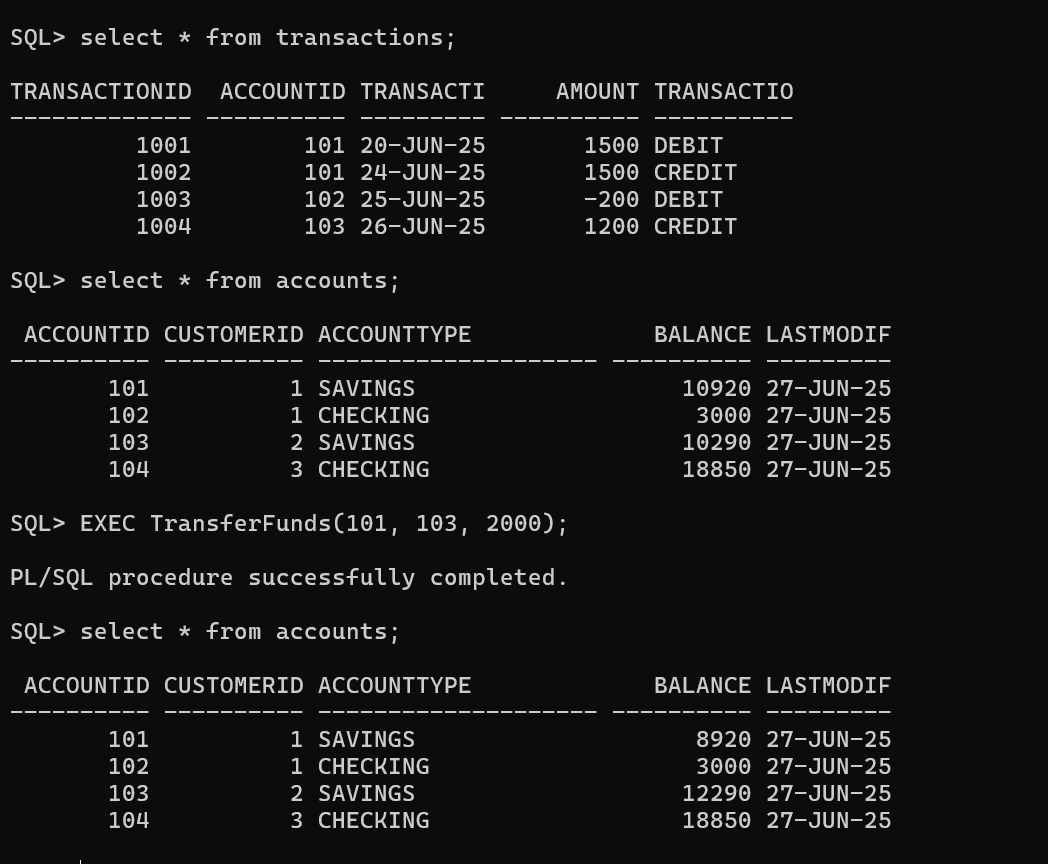 SQL> select * from transactions;
TRANSACTIONID  ACCOUNTID TRANSACTI     AMOUNT TRANSACTIO
------------- ---------- --------- ---------- ----------
         1001        101 20-JUN-25       1500 DEBIT
         1002        101 24-JUN-25       1500 CREDIT
         1003        102 25-JUN-25       -200 DEBIT
         1004        103 26-JUN-25       1200 CREDIT
SQL> select * from accounts;
 ACCOUNTID CUSTOMERID ACCOUNTTYPE             BALANCE LASTMODIF
---------- ---------- -------------------- ---------- ---------
       101          1 SAVINGS                   10920 27-JUN-25
       102          1 CHECKING                   3000 27-JUN-25
       103          2 SAVINGS                   10290 27-JUN-25
       104          3 CHECKING                  18850 27-JUN-25
SQL> EXEC TransferFunds(101, 103, 2000);
PL/SQL procedure successfully completed.
SQL> select * from accounts;
 ACCOUNTID CUSTOMERID ACCOUNTTYPE             BALANCE LASTMODIF
---------- ---------- -------------------- ---------- ---------
       101          1 SAVINGS                    8920 27-JUN-25
       102          1 CHECKING                   3000 27-JUN-25
       103          2 SAVINGS                   12290 27-JUN-25
       104          3 CHECKING                  18850 27-JUN-25